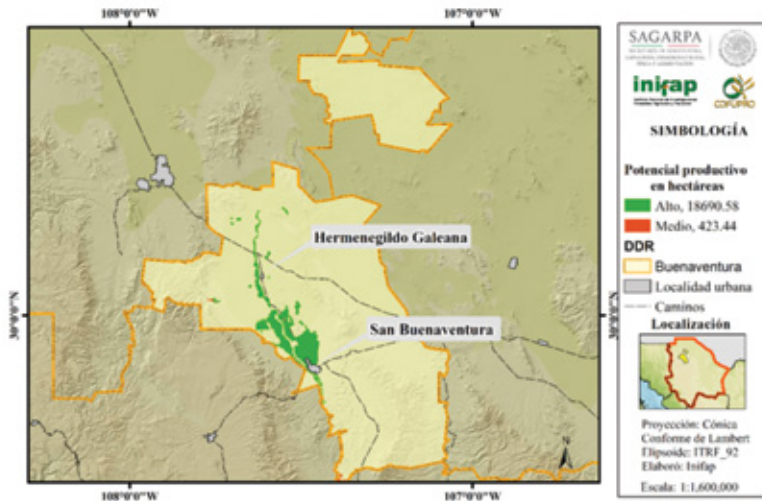 108°0'0"W
107°0'0"W
30°0'0"N
Hermenegildo Galeana
San Buenaventura
30°0'0"N
N
108°0'0"W
107°0'0"W
SAGARPA
inifap
COFUPRO
SIMBOLOGÍA
Potencial productivo
en hectáreas
Alto, 18690.58
Medio, 423.44
DDR
Buenaventura
Localidad urbana
Caminos
Localización
Proyección: Cónica
Conforme de Lambert
Elipsoide: ITRF_92
Elaboró: Inifap
Escala: 1:1,600,000